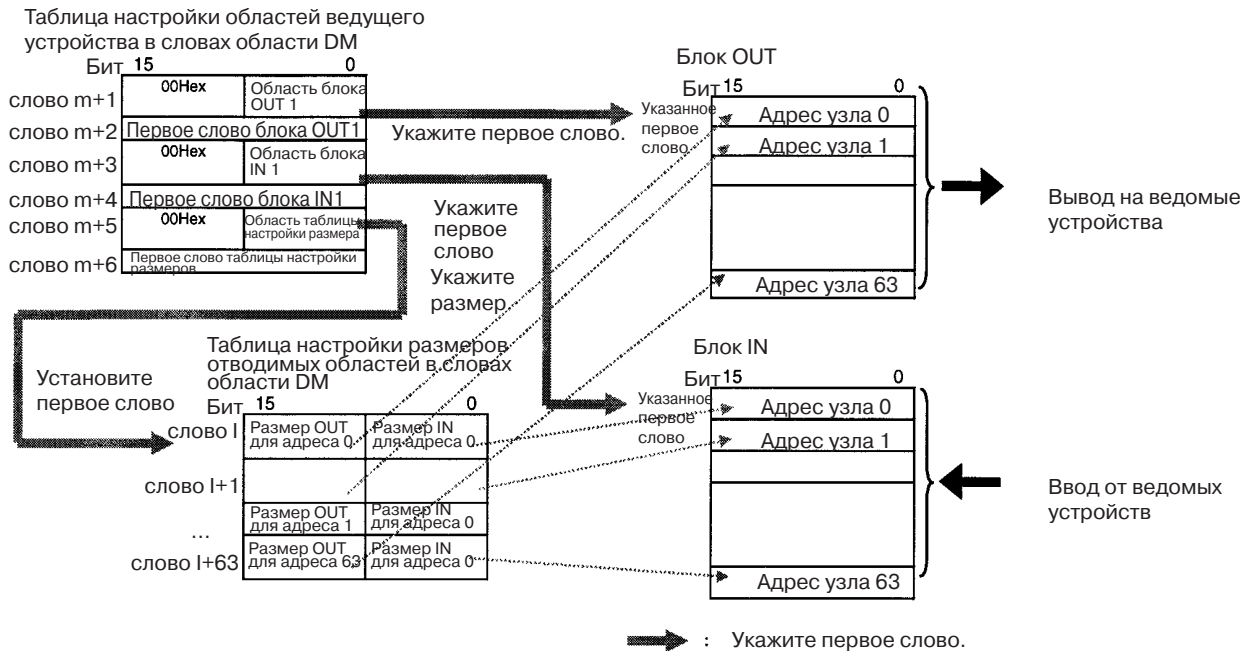 Таблица настройки областей ведущего
устройства в словах области DM
Бит 15 0
слово m+1
00Hex
Область блока
OUT 1
слово m+2
Первое слово блока OUT1
слово m+3
00Hex
Область блока
IN 1
слово m+4
Первое слово блока IN1
слово m+5
00Hex
Область таблицы
настройки размера
слово m+6
Первое слово таблицы настройки
размеров
Укажите первое слово.
Укажите
первое
слово
Укажите
размер
Установите
первое слово
Таблица настройки размеров
отводимых областей в словах
области DM
Бит 15 0
слово I
Размер OUT
для адреса 0
Размер IN
для адреса 0
слово I+1
Размер OUT
для адреса 1
Размер IN
для адреса 0
...
слово I+63
Размер OUT
для адреса 63
Размер IN
для адреса 0
Блок OUT
Бит 15 0
Указанное
первое
слово
Адрес узла 0
Адрес узла 1
Адрес узла 63
Вывод на ведомые
устройства
Блок IN
Бит 15 0
Указанное
первое
слово
Адрес узла 0
Адрес узла 1
Адрес узла 63
Ввод от ведомых
устройств
: Укажите первое слово.